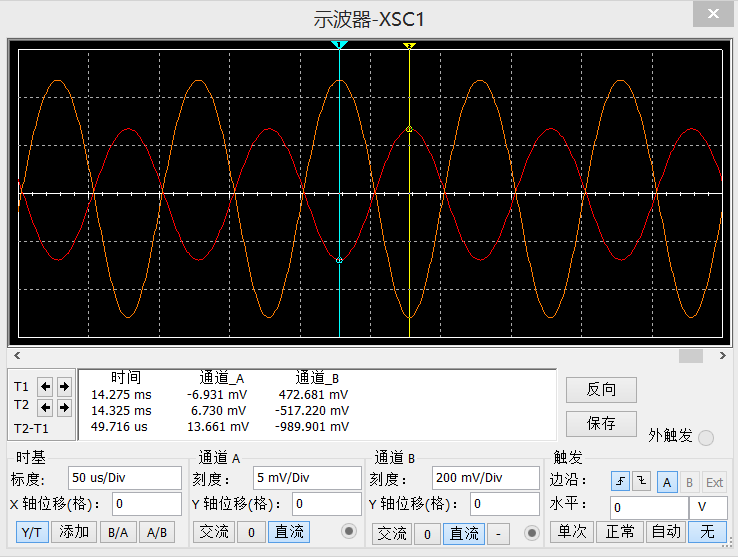 示波器-XSC1
×
1
2
时间 通道_A 通道_B
T1 14.275 ms -6.931 mV 472.681 mV
T2 14.325 ms 6.730 mV -517.220 mV
T2-T1 49.716 us 13.661 mV -989.901 mV
反向
保存
外触发
时基 通道 A 通道 B 触发
标度: 50 us/Div 刻度: 5 mV/Div 刻度: 200 mV/Div 边沿: A B Ext
X 轴位移(格): 0 Y 轴位移(格): 0 Y 轴位移(格): 0 水平: 0 V
Y/T 添加 B/A A/B 交流 0 直流 交流 0 直流 - 单次 正常 自动 无